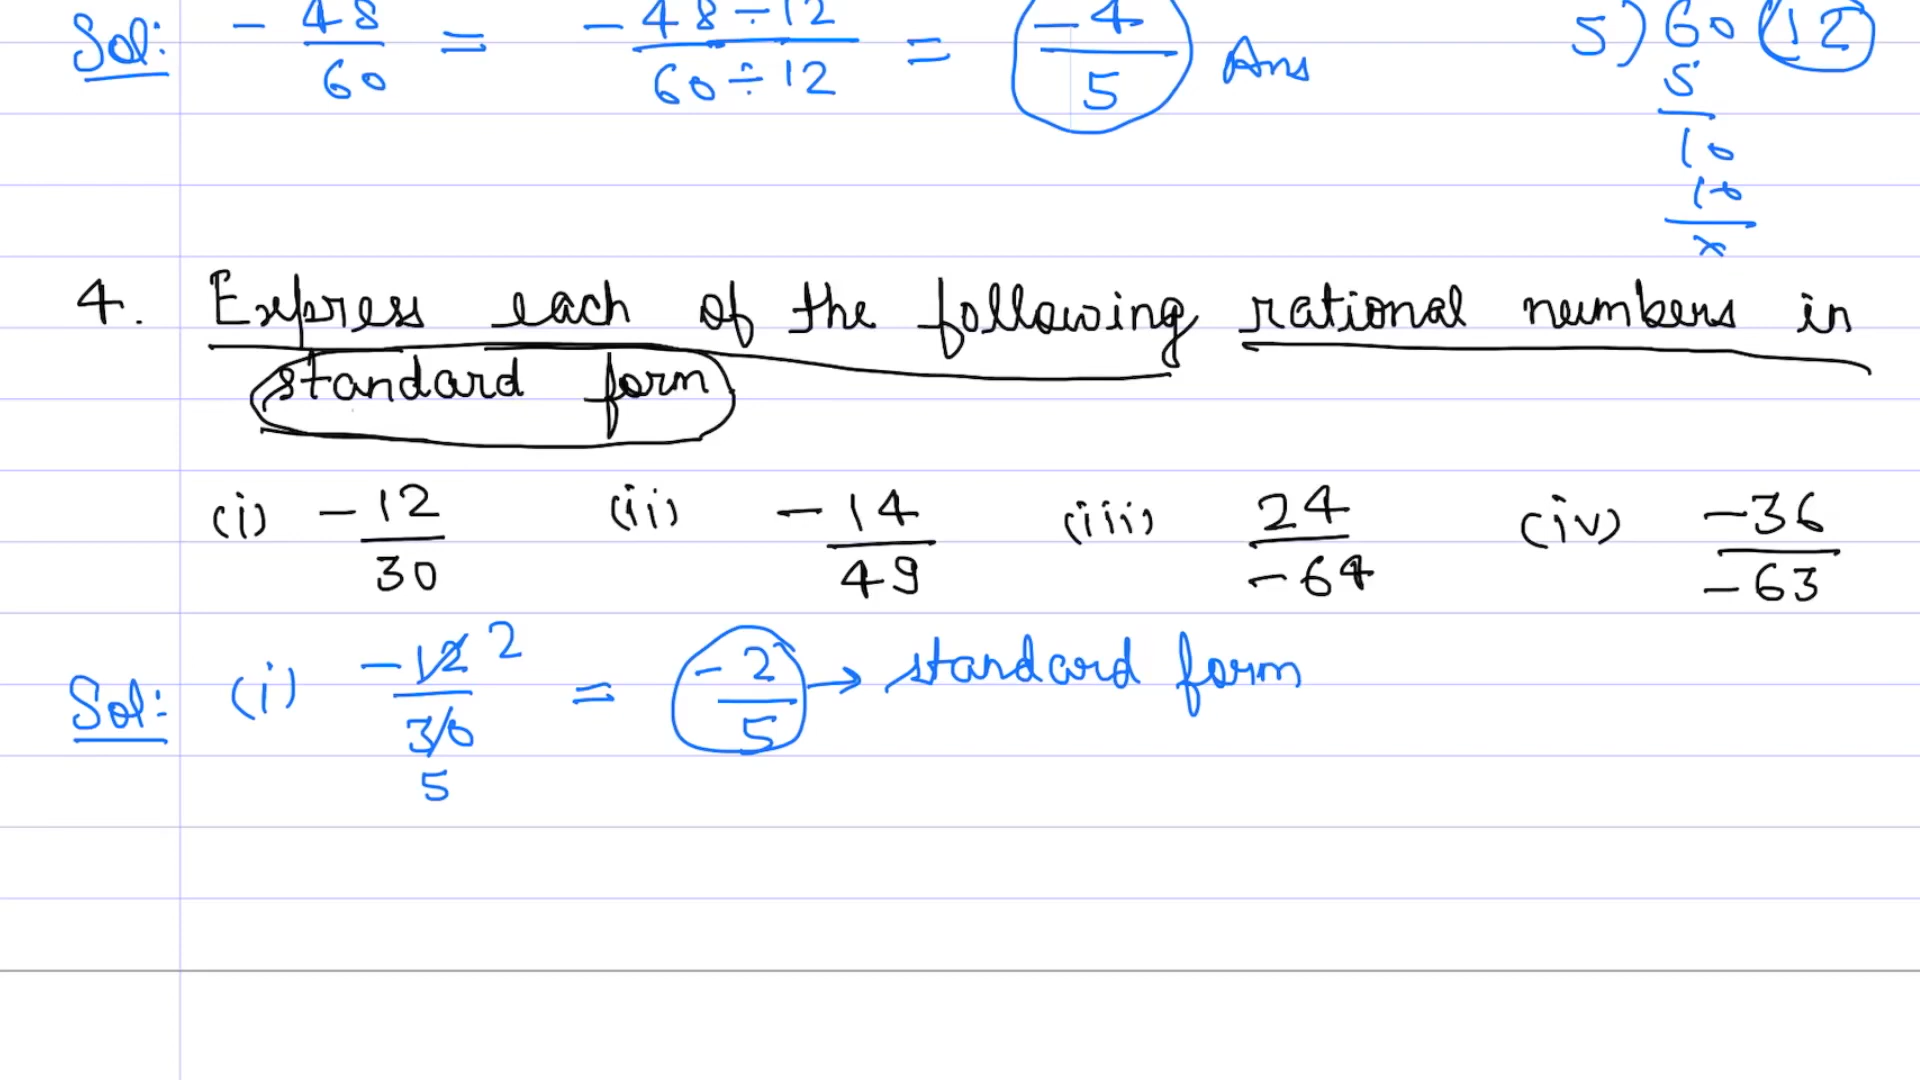 Sol: -48/60 = -48÷12/60÷12 = -4/5 Ans
5)60(12
5
10
10
x
4. Express each of the following rational numbers in
standard form
(i) -12/30 (ii) -14/49 (iii) 24/-64 (iv) -36/-63
Sol: (i) -12/30 2 5 = -2/5 → standard form